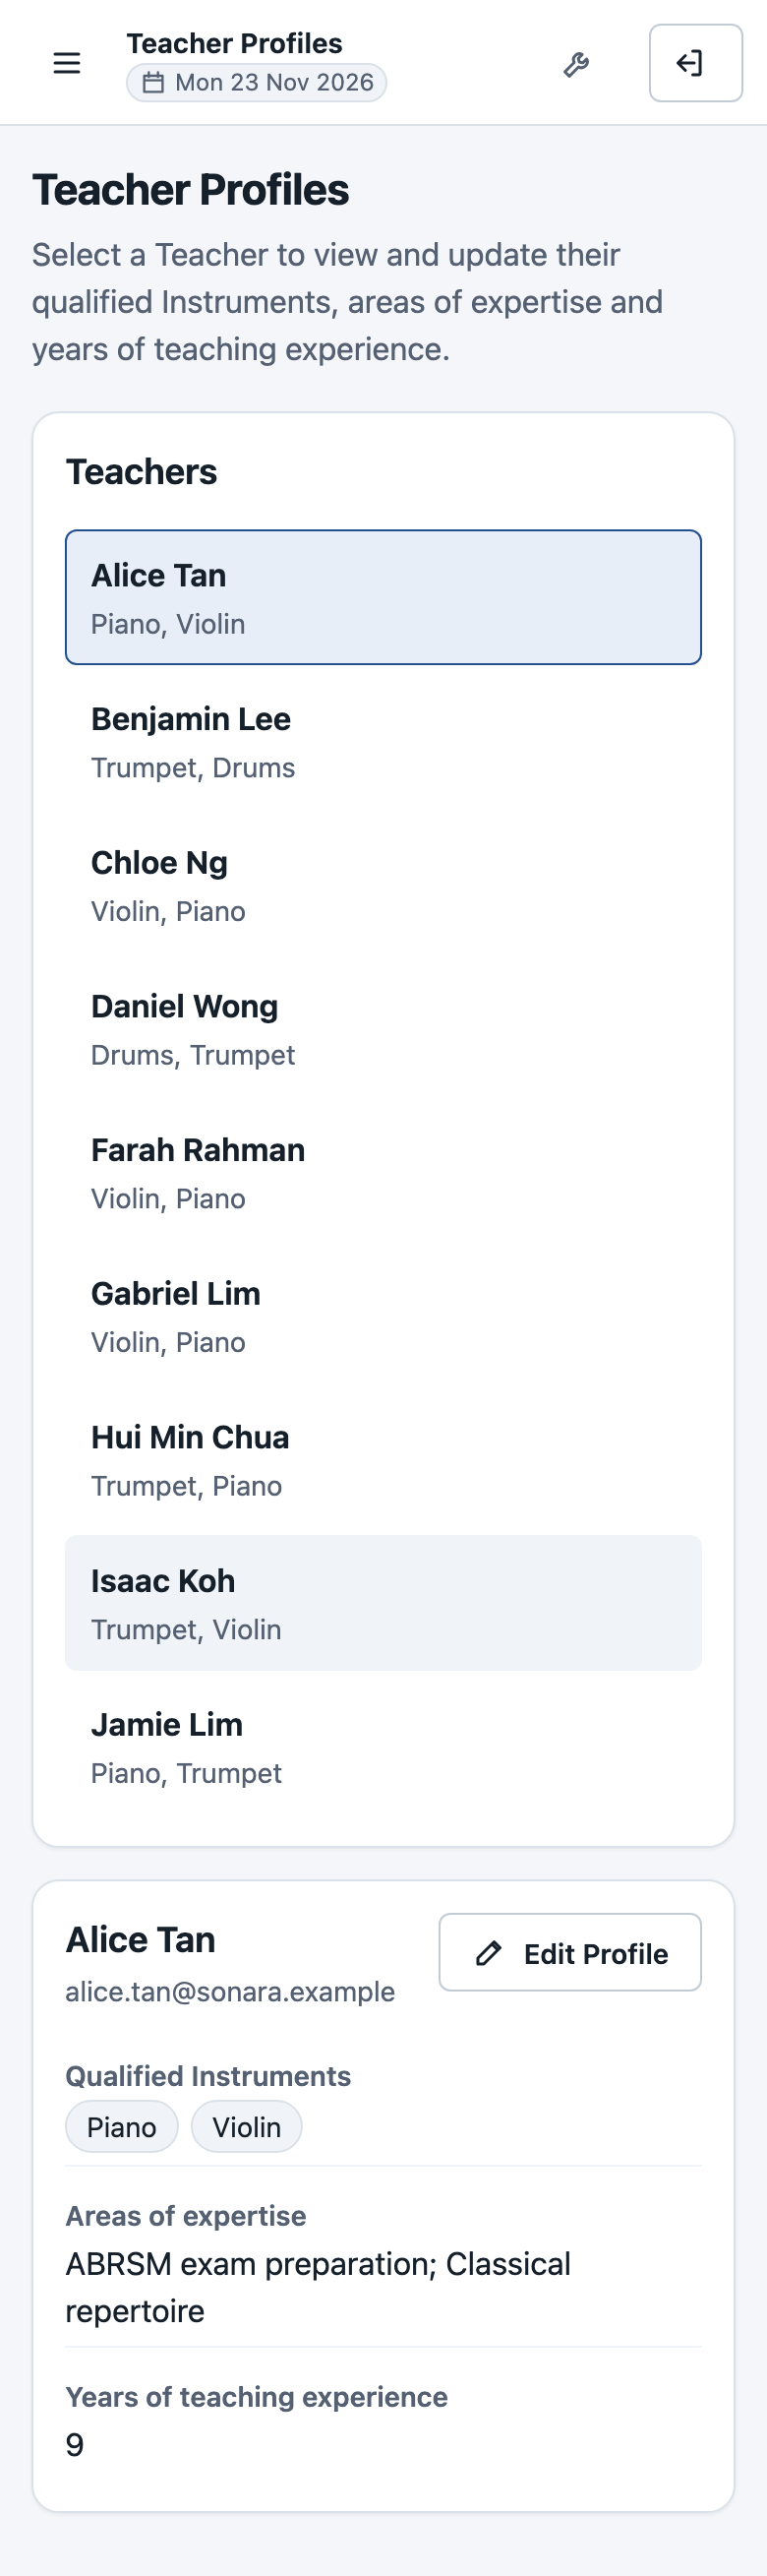 Teacher Profiles
Mon 23 Nov 2026
Teacher Profiles
Select a Teacher to view and update their
qualified Instruments, areas of expertise and
years of teaching experience.
Teachers
Alice Tan
Piano, Violin
Benjamin Lee
Trumpet, Drums
Chloe Ng
Violin, Piano
Daniel Wong
Drums, Trumpet
Farah Rahman
Violin, Piano
Gabriel Lim
Violin, Piano
Hui Min Chua
Trumpet, Piano
Isaac Koh
Trumpet, Violin
Jamie Lim
Piano, Trumpet
Alice Tan
Edit Profile
alice.tan@sonara.example
Qualified Instruments
Piano Violin
Areas of expertise
ABRSM exam preparation; Classical
repertoire
Years of teaching experience
9